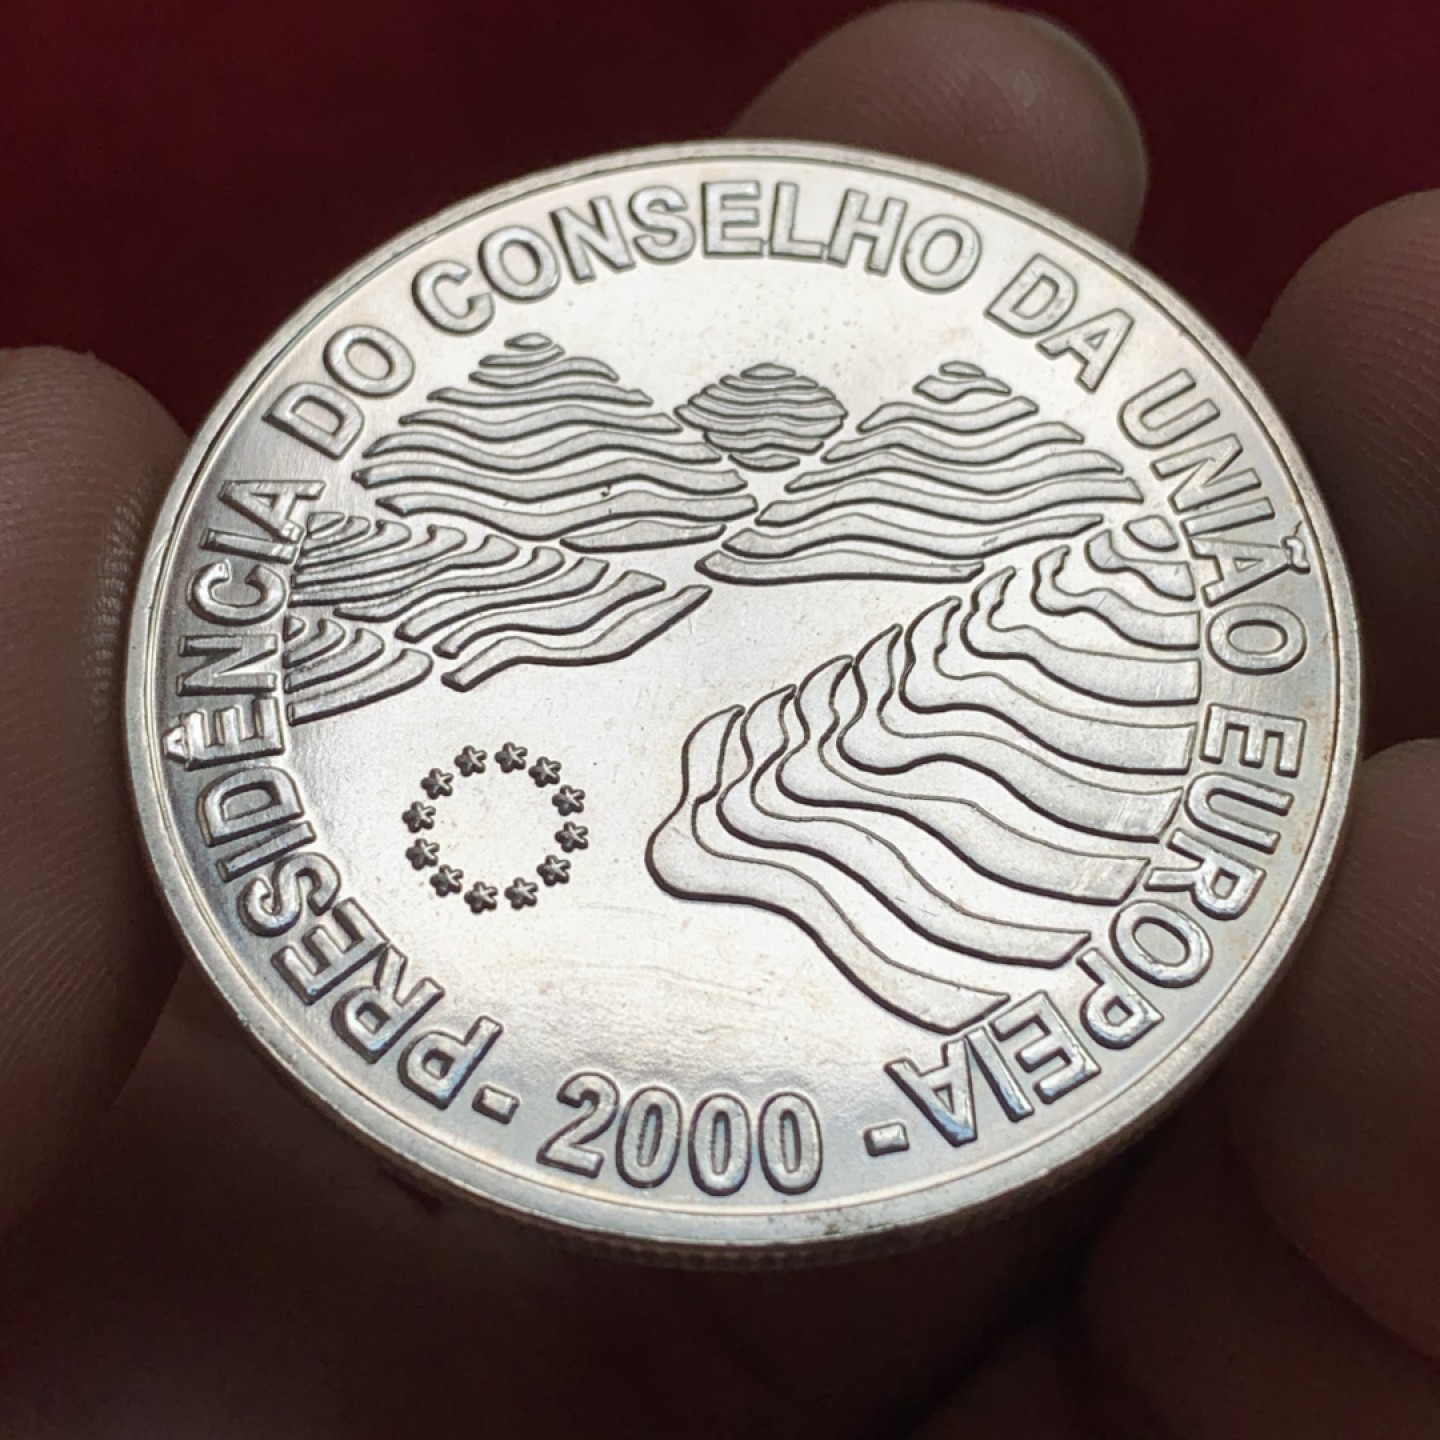 PRESIDÊNCIA DO CONSELHO DA UNIÃO EUROPEIA
- 2000 -